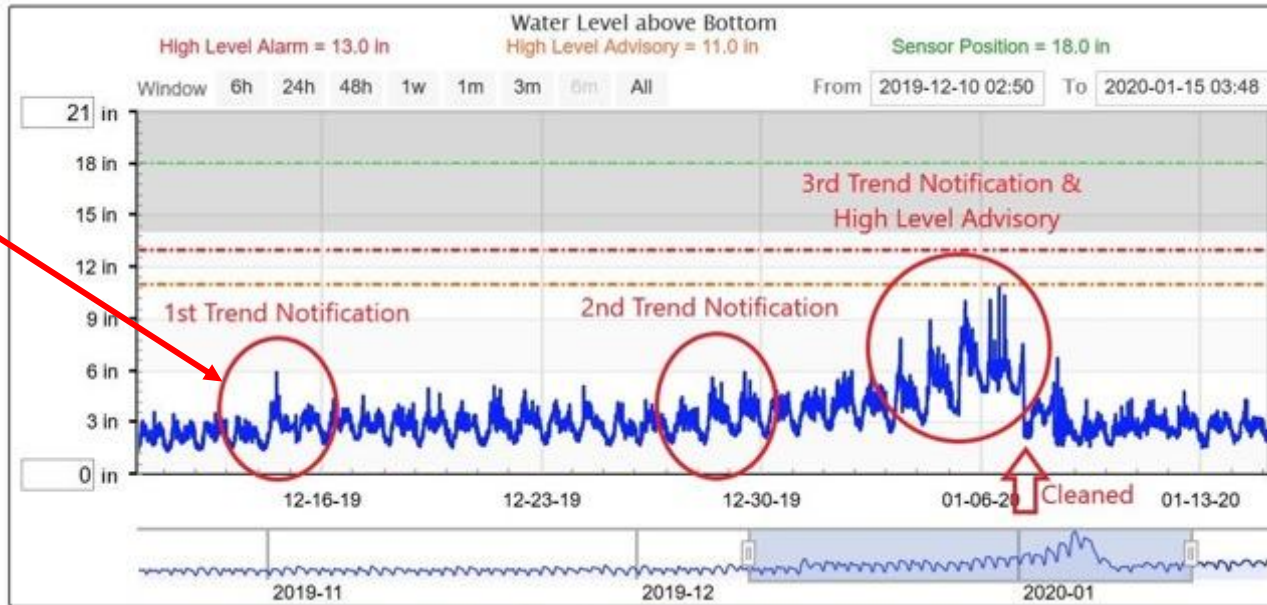 Water Level above Bottom
High Level Alarm = 13.0 in High Level Advisory = 11.0 in Sensor Position = 18.0 in
Window 6h 24h 48h 1w 1m 3m 6m All From 2019-12-10 02:50 To 2020-01-15 03:48
21 in
18 in
3rd Trend Notification &
15 in
High Level Advisory
12 in
1st Trend Notification
2nd Trend Notification
9 in
6 in
3 in
0 in
12-16-19 12-23-19 12-30-19 01-06-20 01-13-20
Cleaned
2019-11 2019-12 2020-01